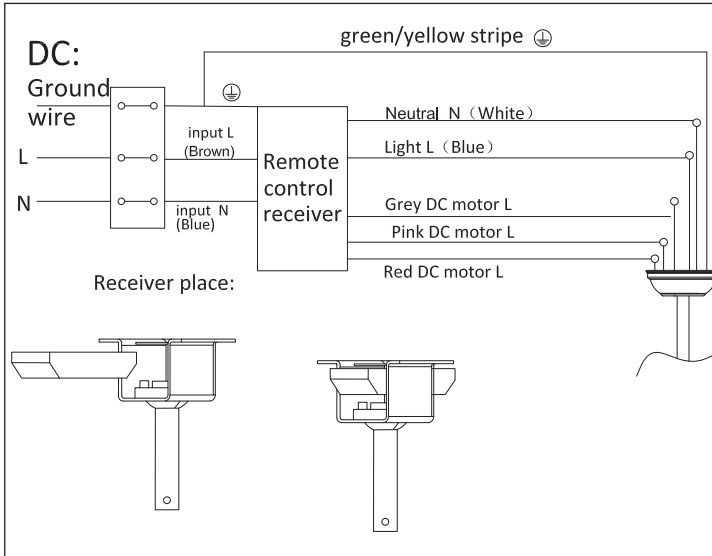 DC:
green/yellow stripe
Ground
wire
L
N
input L
(Brown)
input N
(Blue)
Remote
control
receiver
Neutral N（White）
Light L（Blue）
Grey DC motor L
Pink DC motor L
Red DC motor L
Receiver place: